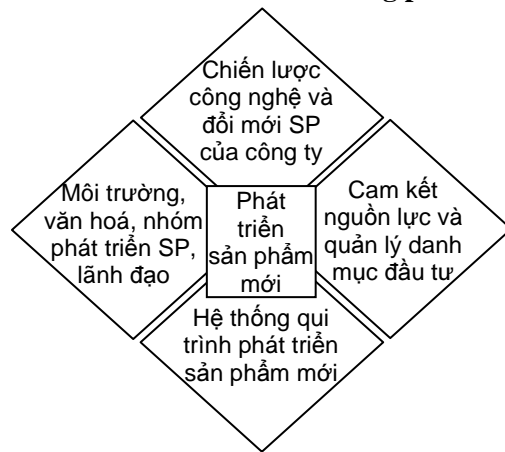 Chiến lược
công nghệ và
đổi mới SP
của công ty
Môi trường,
văn hoá, nhóm
phát triển SP,
lãnh đạo
Phát
triển
sản phẩm
mới
Cam kết
nguồn lực và
quản lý danh
mục đầu tư
Hệ thống qui
trình phát triển
sản phẩm mới